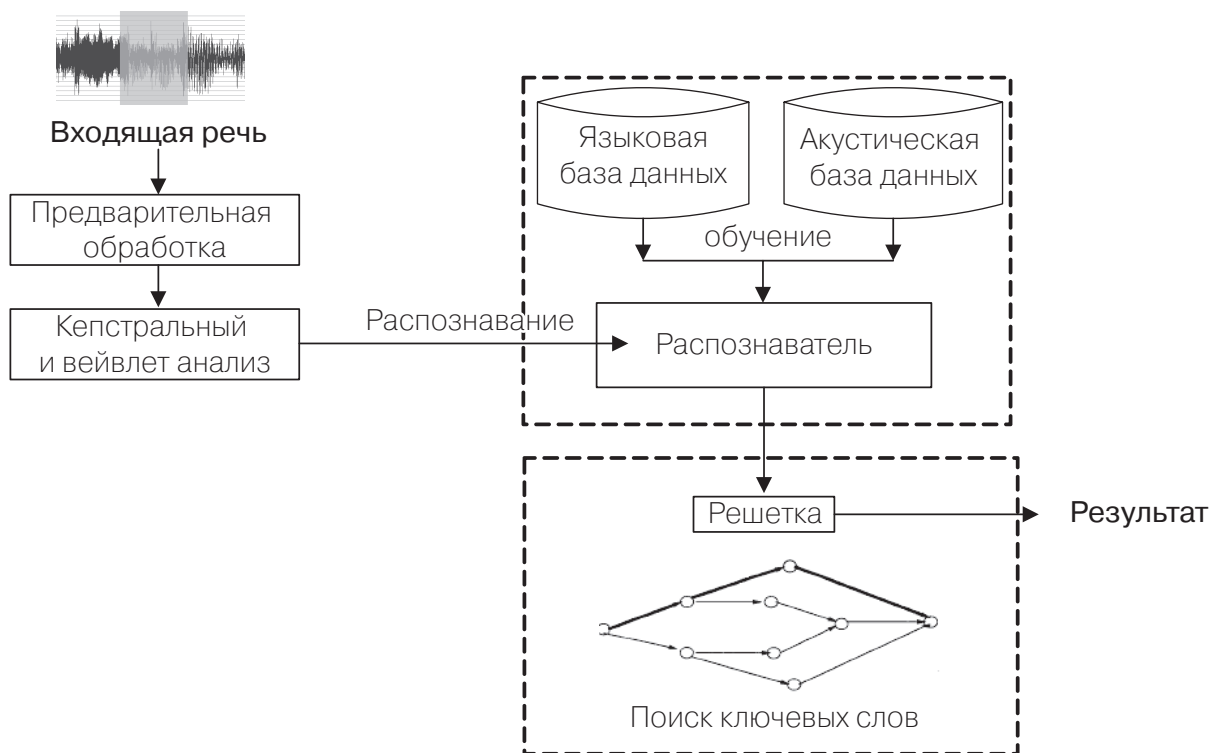 Входящая речь
Предварительная
обработка
Кепстральный
и вейвлет анализ
Распознавание
Языковая
база данных
Акустическая
база данных
обучение
Распознаватель
Решетка
Результат
Поиск ключевых слов